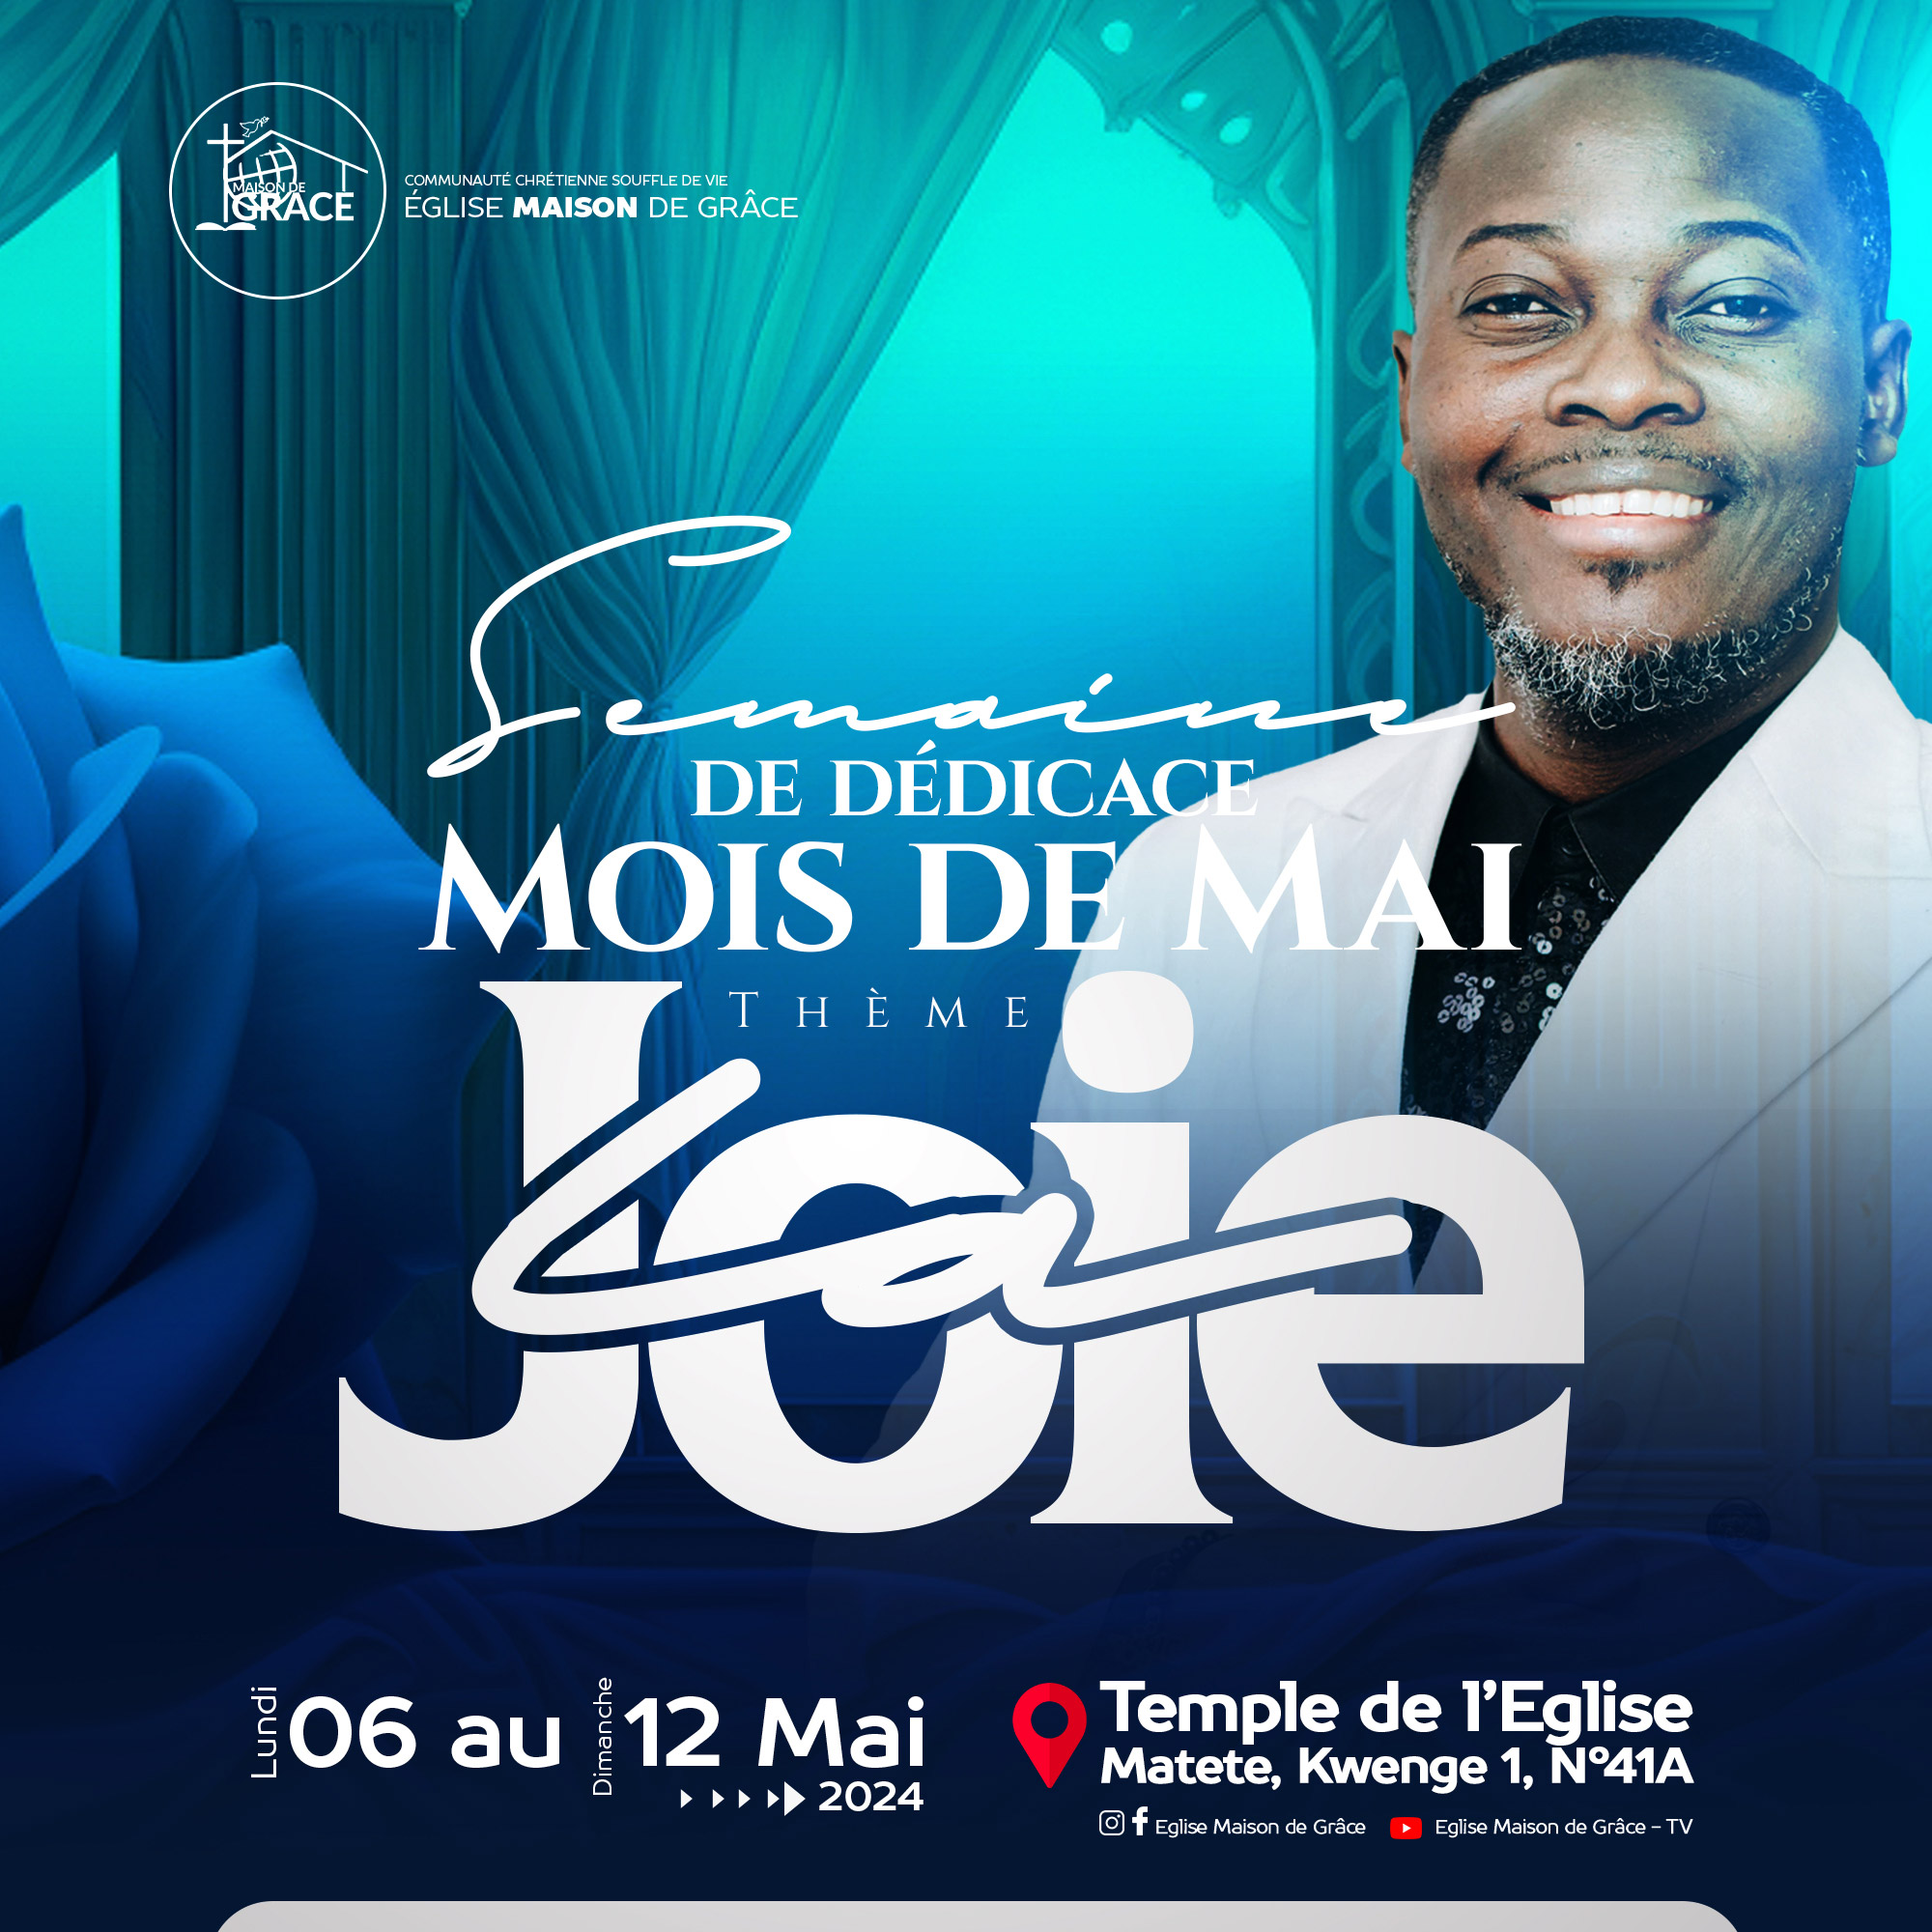 MAISON DE
GRACE
COMMUNAUTÉ CHRÉTIENNE SOUFFLE DE VIE
ÉGLISE MAISON DE GRÂCE
Semaine
DE DÉDICACE
MOIS DE MAI
THÈME
La
Joie
Lundi
06 au
Dimanche
12 Mai
2024
Temple de l'Eglise
Matete, Kwenge 1, N°41A
Eglise Maison de Grâce
Eglise Maison de Grâce - TV